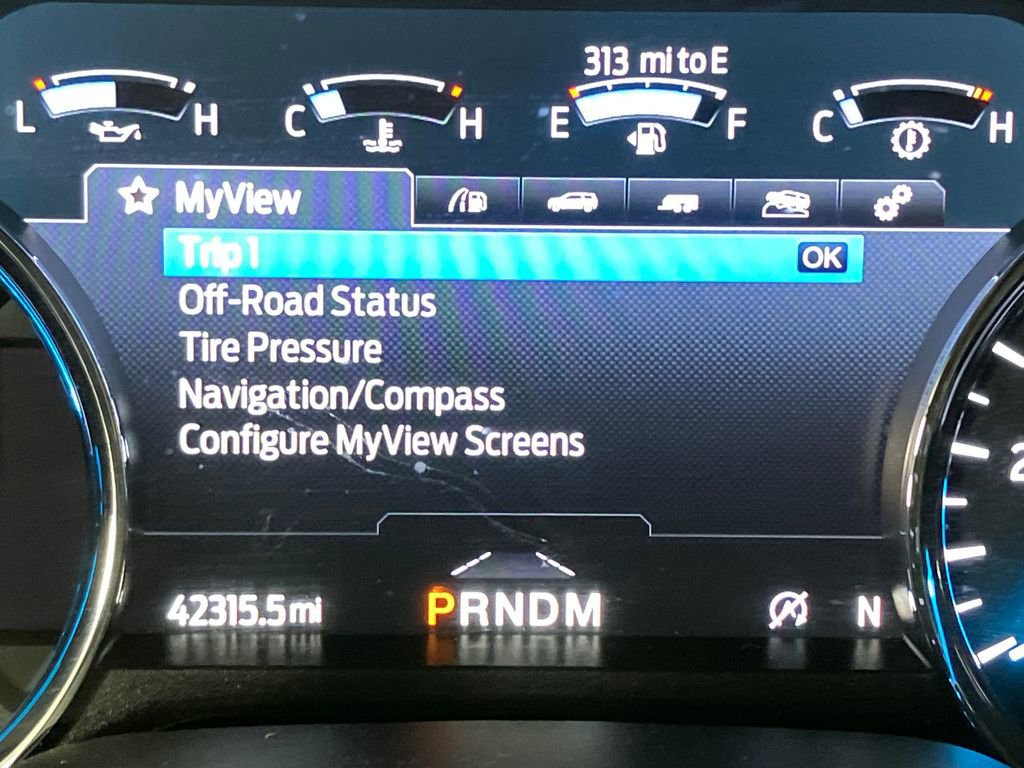 313 mi to E
L H C H E F C H
MyView
Trip 1 OK
Off-Road Status
Tire Pressure
Navigation/Compass
Configure MyView Screens
42315.5 mi PRNDM N
2